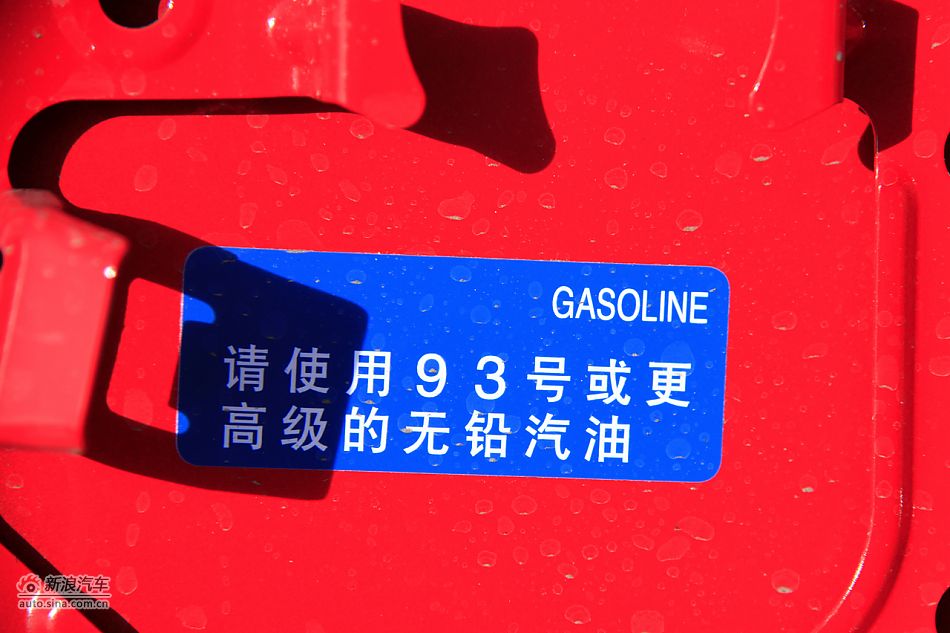 GASOLINE
请使用93号或更
高级的无铅汽油
新浪汽车
auto.sina.com.cn